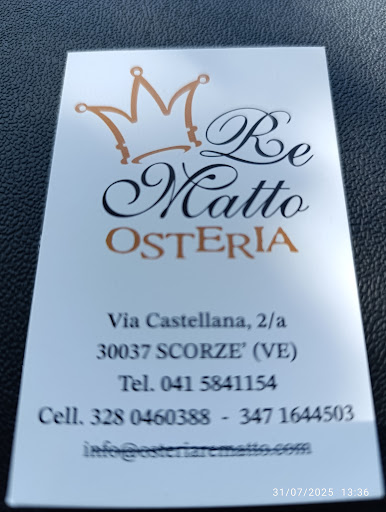 Re
Matto
OSTERIA
Via Castellana, 2/a
30037 SCORZE' (VE)
Tel. 041 5841154
Cell. 328 0460388 - 347 1644503
info@osteriarematto.com
31/07/2025 13:36